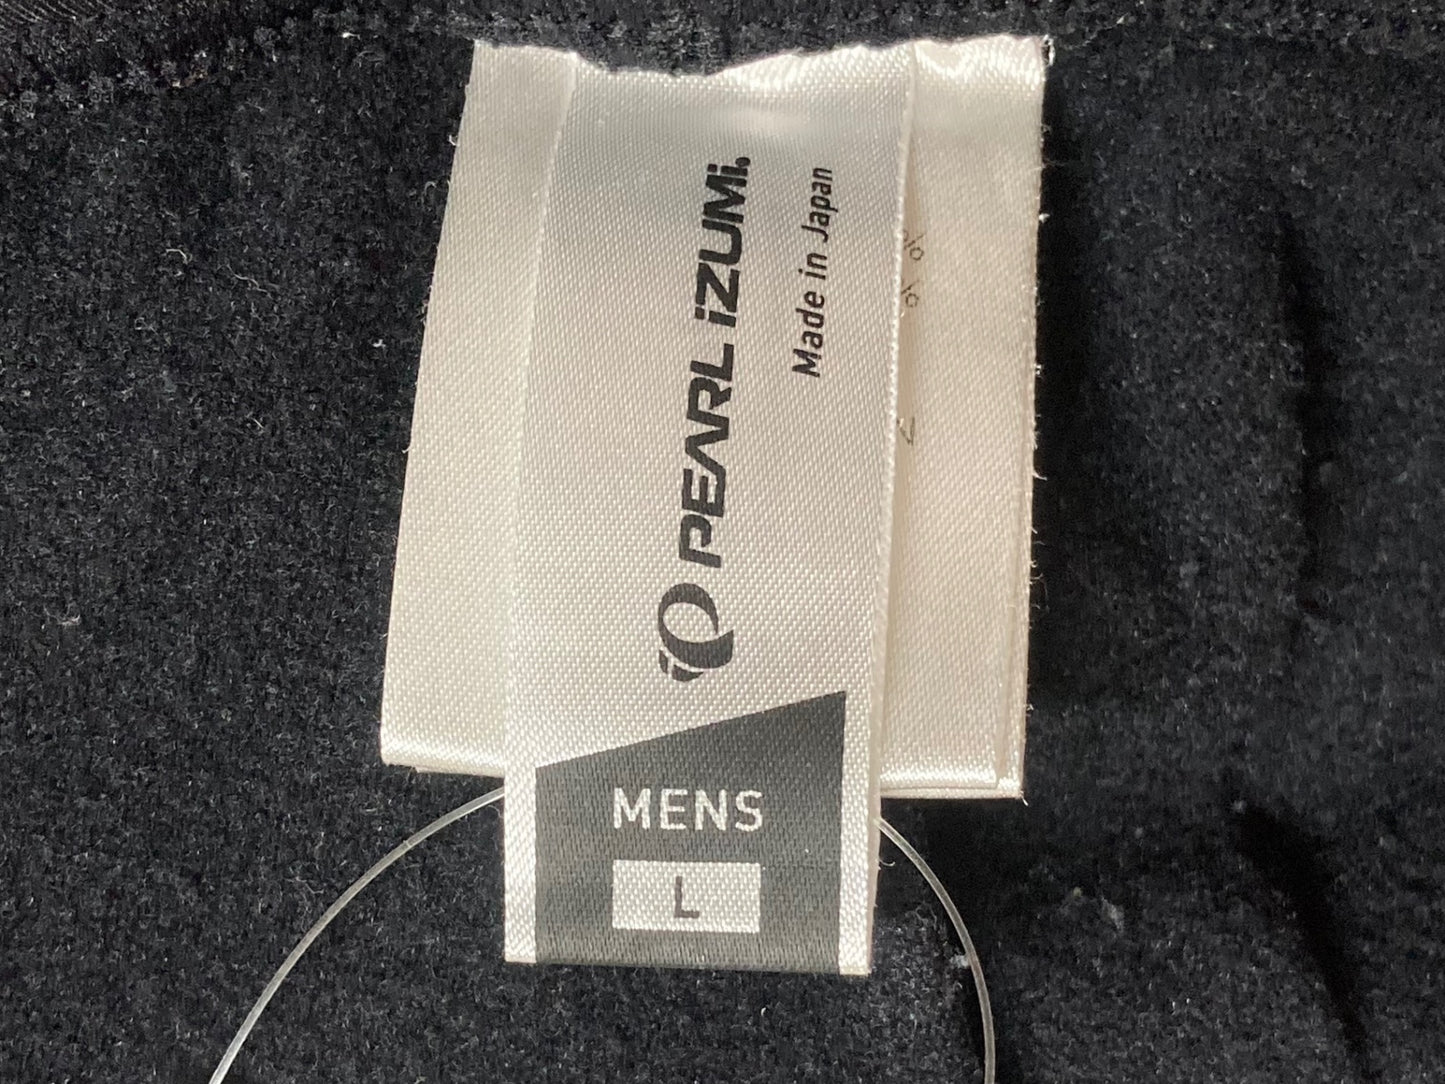 PEARL iZUMi.
Made in Japan
MENS
L